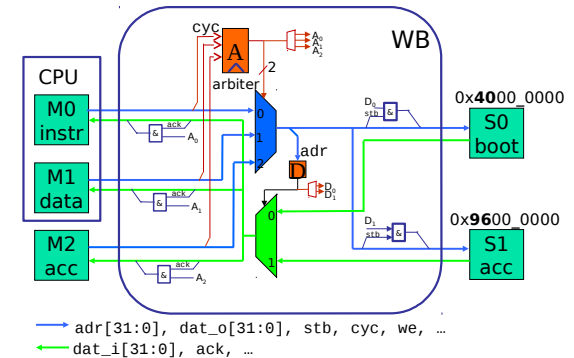 cyc
A
arbiter
A₀
A₁
A₂
WB
2
CPU
M0
instr
ack
&
A₀
0
1
2
D₀
stb
&
0x4000_0000
S0
boot
adr
D
D₀
D₁
M1
data
ack
&
A₁
0
1
D₁
stb
&
0x9600_0000
S1
acc
M2
acc
ack
&
A₂
adr[31:0], dat_o[31:0], stb, cyc, we, …
dat_i[31:0], ack, …